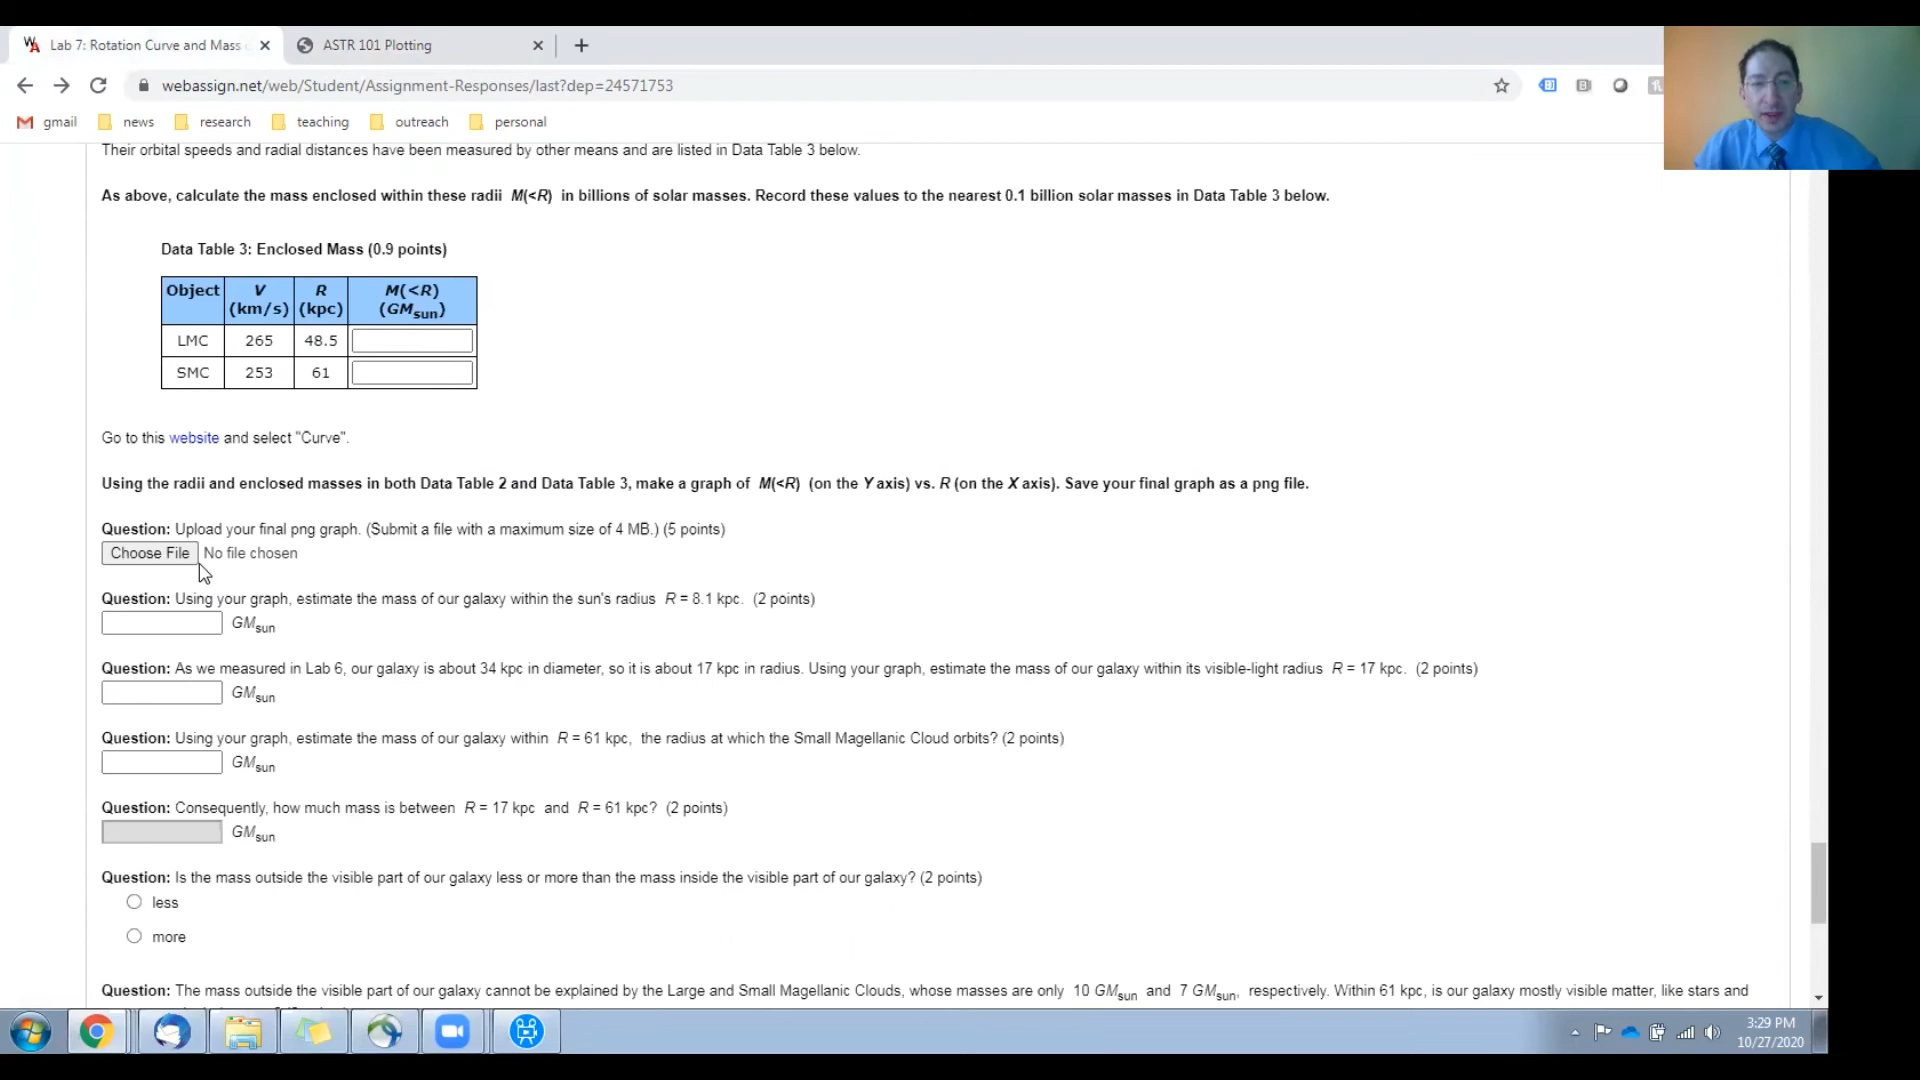 Lab 7: Rotation Curve and Mass
ASTR 101 Plotting
webassign.net/web/Student/Assignment-Responses/last?dep=24571753
gmail news research teaching outreach personal
Their orbital speeds and radial distances have been measured by other means and are listed in Data Table 3 below.
As above, calculate the mass enclosed within these radii M(<R) in billions of solar masses. Record these values to the nearest 0.1 billion solar masses in Data Table 3 below.
Data Table 3: Enclosed Mass (0.9 points)
Object V R M(<R)
(km/s) (kpc) (GMsun)
LMC 265 48.5
SMC 253 61
Go to this website and select "Curve".
Using the radii and enclosed masses in both Data Table 2 and Data Table 3, make a graph of M(<R) (on the Y axis) vs. R (on the X axis). Save your final graph as a png file.
Question: Upload your final png graph. (Submit a file with a maximum size of 4 MB.) (5 points)
Choose File No file chosen
Question: Using your graph, estimate the mass of our galaxy within the sun's radius R = 8.1 kpc. (2 points)
GMsun
Question: As we measured in Lab 6, our galaxy is about 34 kpc in diameter, so it is about 17 kpc in radius. Using your graph, estimate the mass of our galaxy within its visible-light radius R = 17 kpc. (2 points)
GMsun
Question: Using your graph, estimate the mass of our galaxy within R = 61 kpc, the radius at which the Small Magellanic Cloud orbits? (2 points)
GMsun
Question: Consequently, how much mass is between R = 17 kpc and R = 61 kpc? (2 points)
GMsun
Question: Is the mass outside the visible part of our galaxy less or more than the mass inside the visible part of our galaxy? (2 points)
less
more
Question: The mass outside the visible part of our galaxy cannot be explained by the Large and Small Magellanic Clouds, whose masses are only 10 GMsun and 7 GMsun, respectively. Within 61 kpc, is our galaxy mostly visible matter, like stars and
3:29 PM
10/27/2020